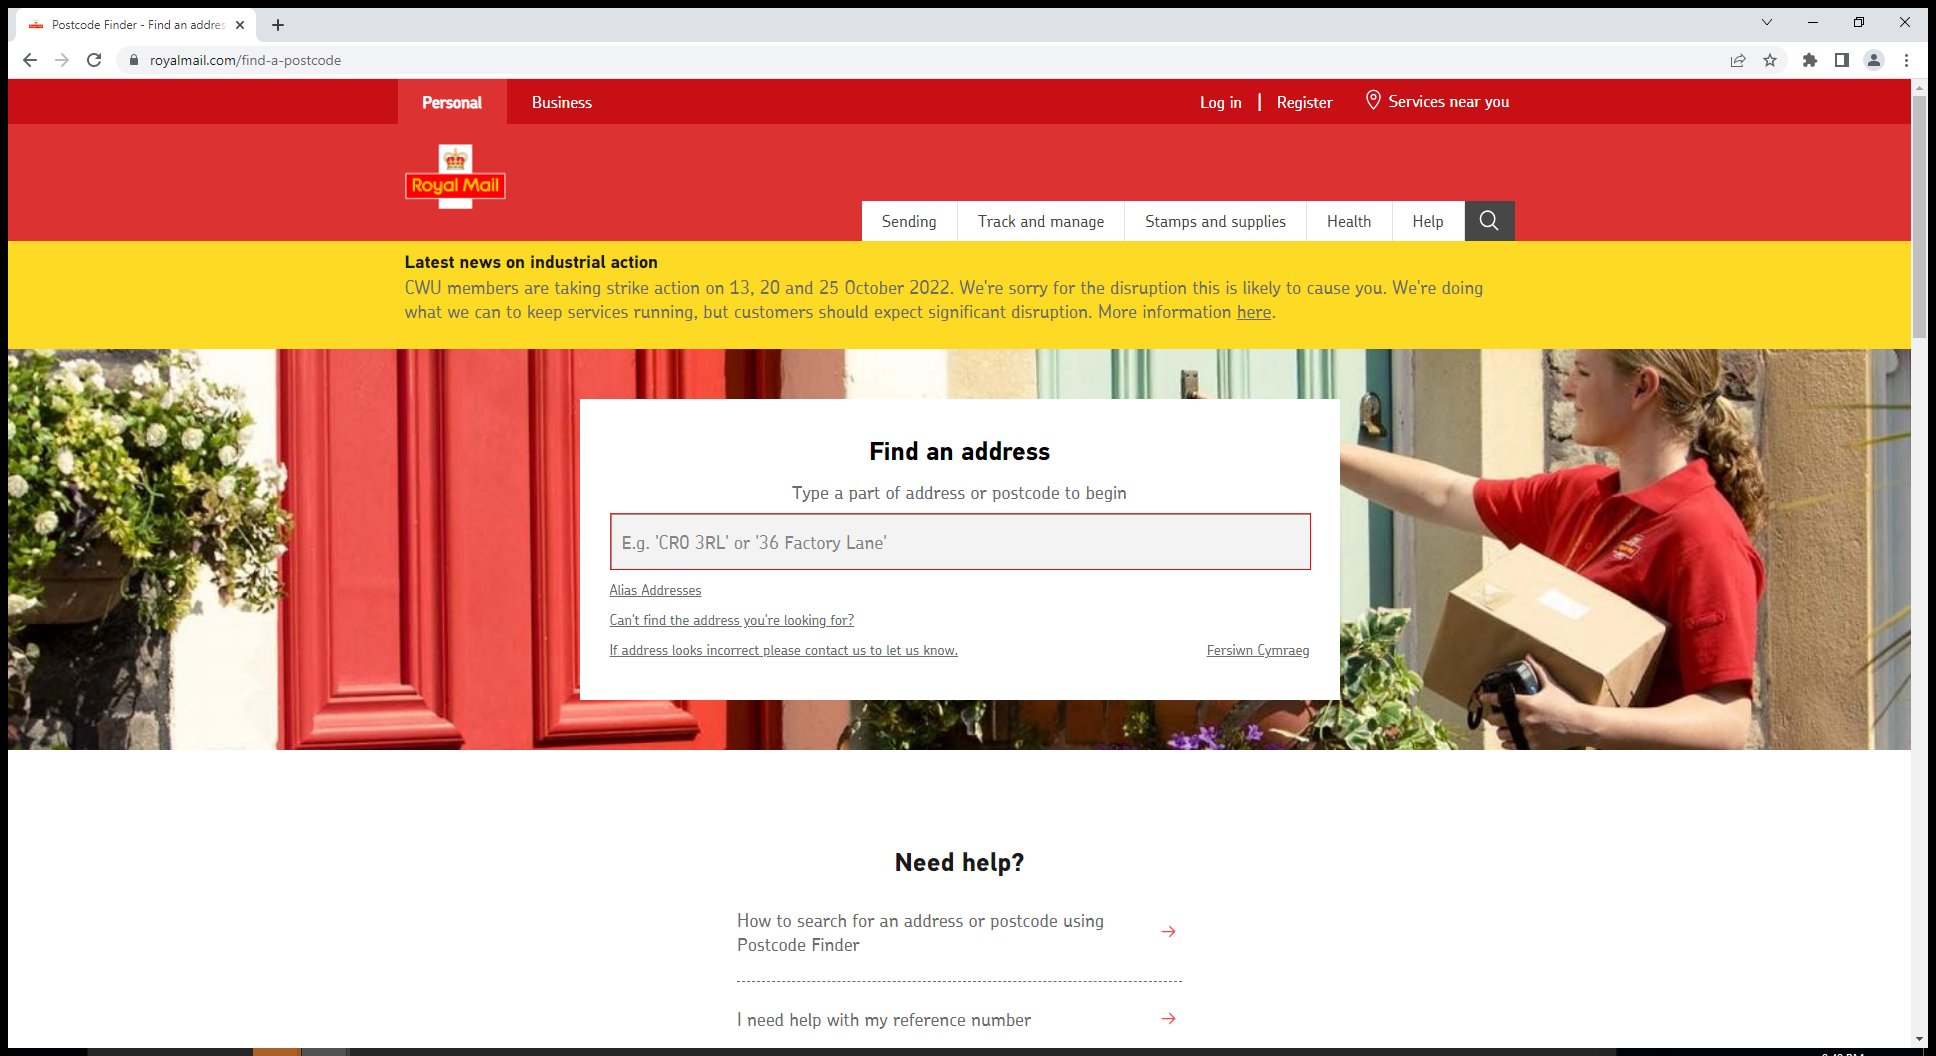 Postcode Finder - Find an addres
royalmail.com/find-a-postcode
Personal
Business
Log in
Register
Services near you
Royal Mail
Sending
Track and manage
Stamps and supplies
Health
Help
Latest news on industrial action
CWU members are taking strike action on 13, 20 and 25 October 2022. We're sorry for the disruption this is likely to cause you. We're doing
what we can to keep services running, but customers should expect significant disruption. More information here.
Find an address
Type a part of address or postcode to begin
E.g. 'CR0 3RL' or '36 Factory Lane'
Alias Addresses
Can't find the address you're looking for?
If address looks incorrect please contact us to let us know.
Fersiwn Cymraeg
Need help?
How to search for an address or postcode using
Postcode Finder
I need help with my reference number